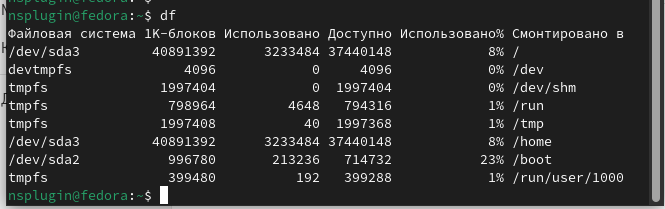 nsplugin@fedora:~$ df
Файловая система 1K-блоков Использовано Доступно Использовано% Смонтировано в
/dev/sda3 40891392 3233484 37440148 8% /
devtmpfs 4096 0 4096 0% /dev
tmpfs 1997404 0 1997404 0% /dev/shm
tmpfs 798964 4648 794316 1% /run
tmpfs 1997408 40 1997368 1% /tmp
/dev/sda3 40891392 3233484 37440148 8% /home
/dev/sda2 996780 213236 714732 23% /boot
tmpfs 399480 192 399288 1% /run/user/1000
nsplugin@fedora:~$